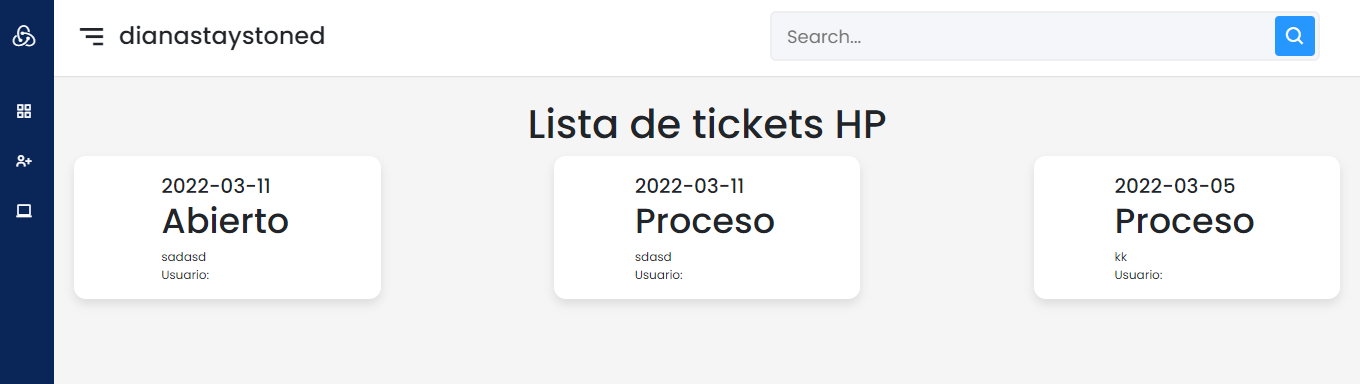 dianastaystoned
Search...
Lista de tickets HP
2022-03-11
Abierto
sadasd
Usuario:
2022-03-11
Proceso
sdasd
Usuario:
2022-03-05
Proceso
kk
Usuario: